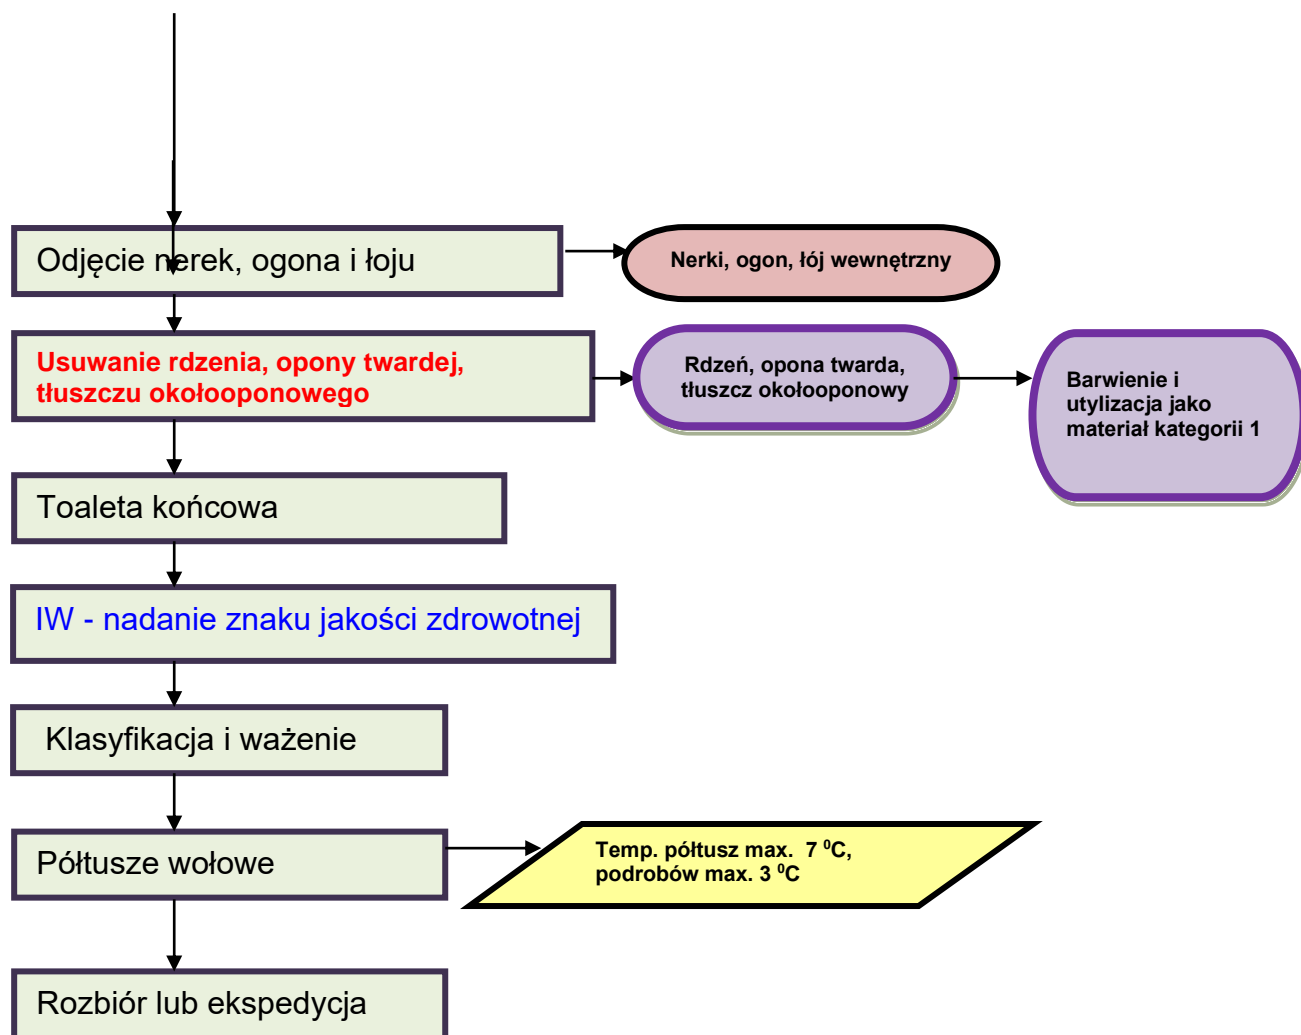 Odjęcie nerek, ogona i łoju
Nerki, ogon, łój wewnętrzny
Usuwanie rdzenia, opony twardej,
tłuszczu okołooponowego
Rdzeń, opona twarda,
tłuszcz okołooponowy
Barwienie i
utylizacja jako
materiał kategorii 1
Toaleta końcowa
IW - nadanie znaku jakości zdrowotnej
Klasyfikacja i ważenie
Półtusze wołowe
Temp. półtusz max. 7 ⁰C,
podrobów max. 3 ⁰C
Rozbiór lub ekspedycja